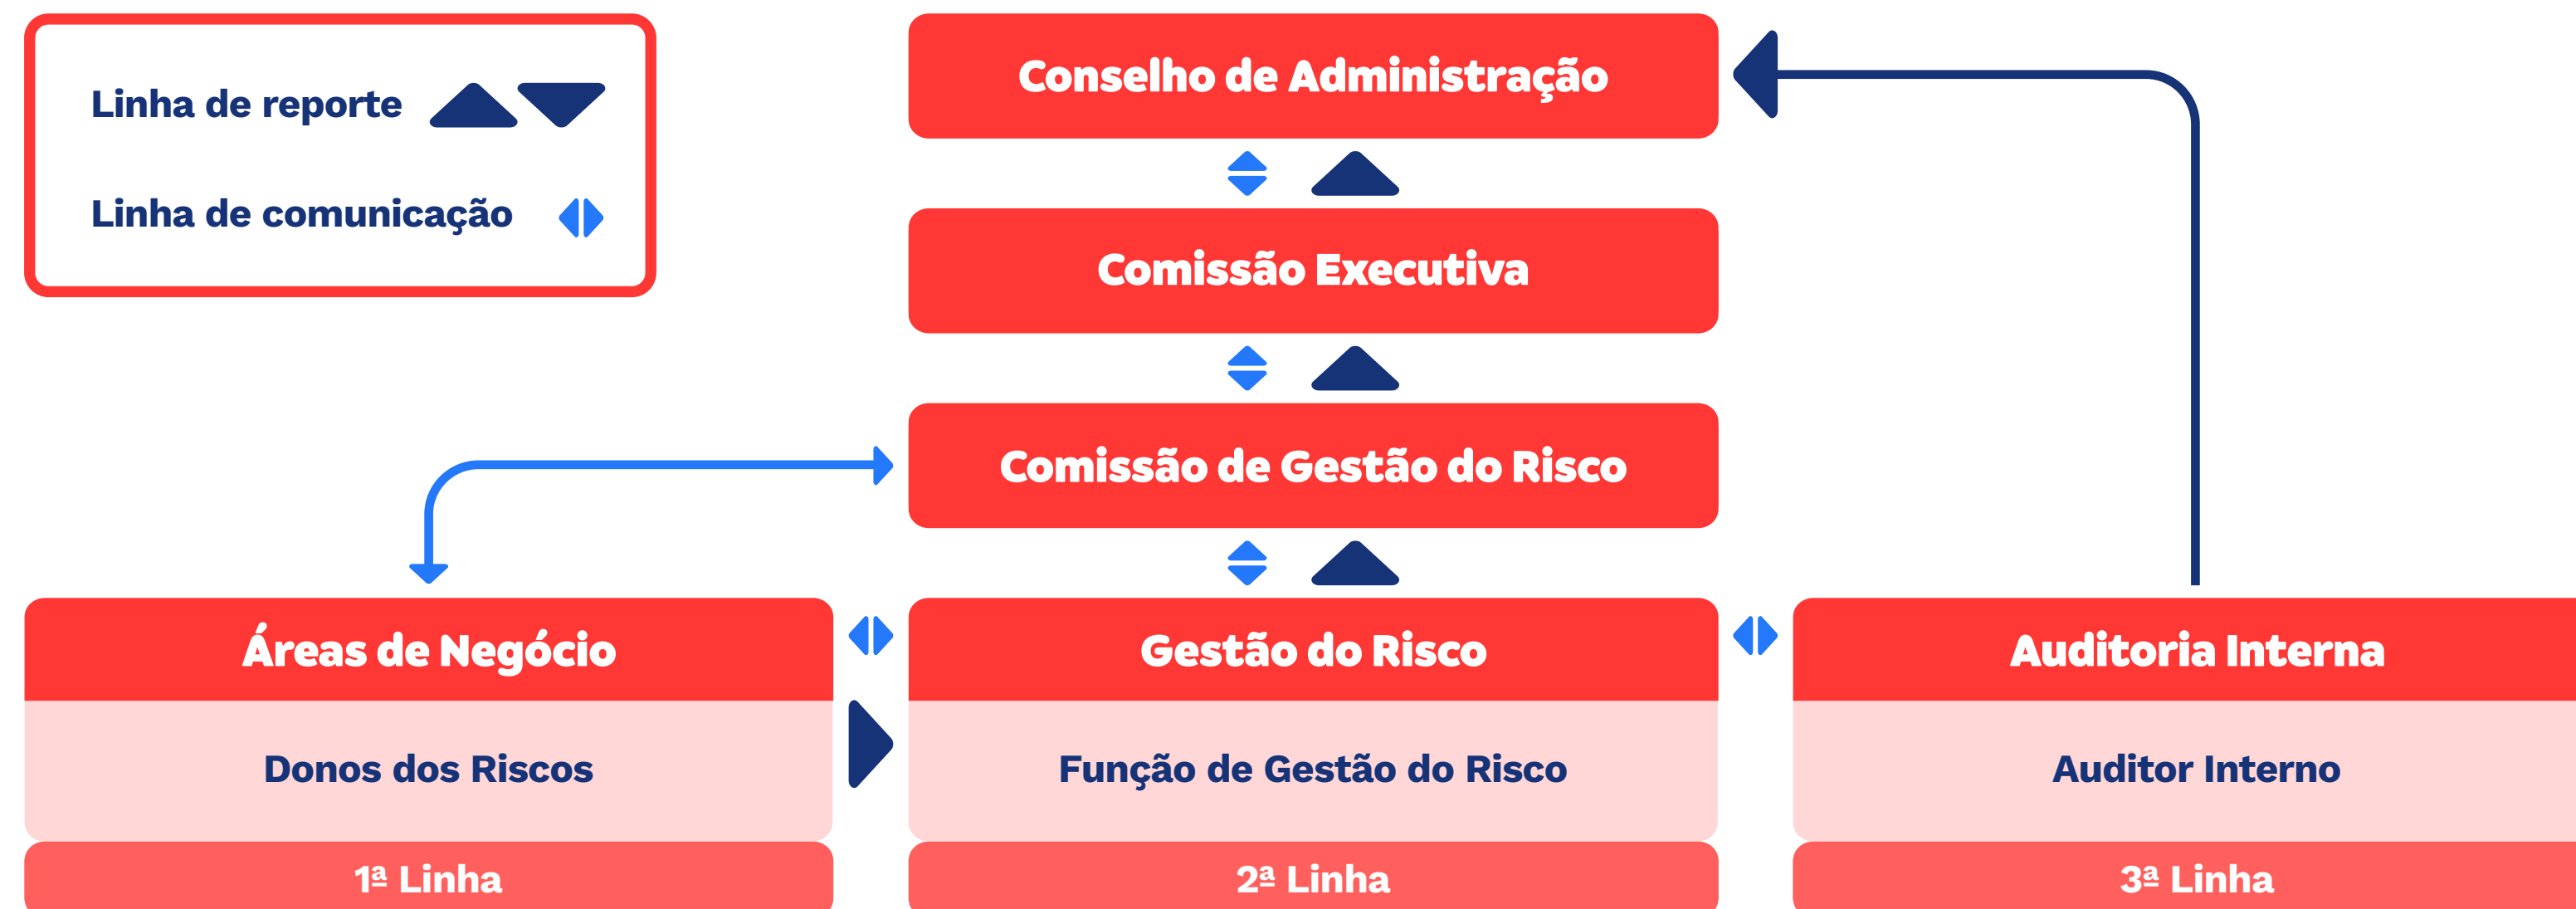 Linha de reporte
Linha de comunicação
Conselho de Administração
Comissão Executiva
Comissão de Gestão do Risco
Áreas de Negócio
Gestão do Risco
Auditoria Interna
Donos dos Riscos
Função de Gestão do Risco
Auditor Interno
1ª Linha
2ª Linha
3ª Linha